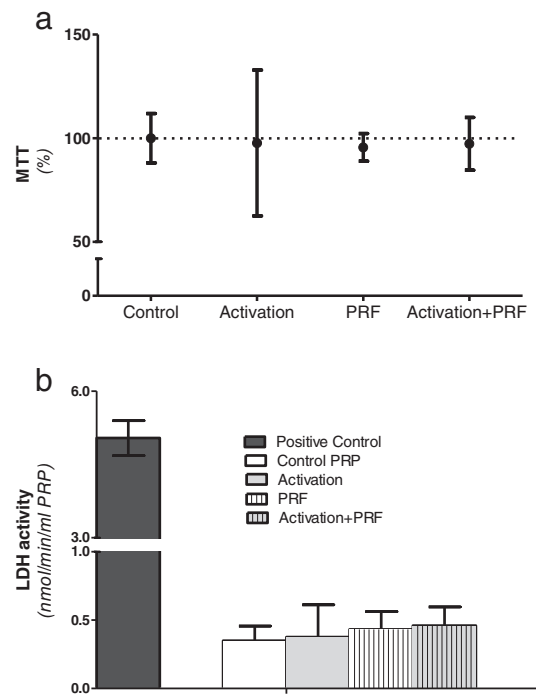 a
150
100
50
0
MTT
(%)
Control Activation PRF Activation+PRF
b
6.0
3.0
1.0
0.5
0.0
LDH activity
(nmol/min/ml PRP)
Positive Control
Control PRP
Activation
PRF
Activation+PRF